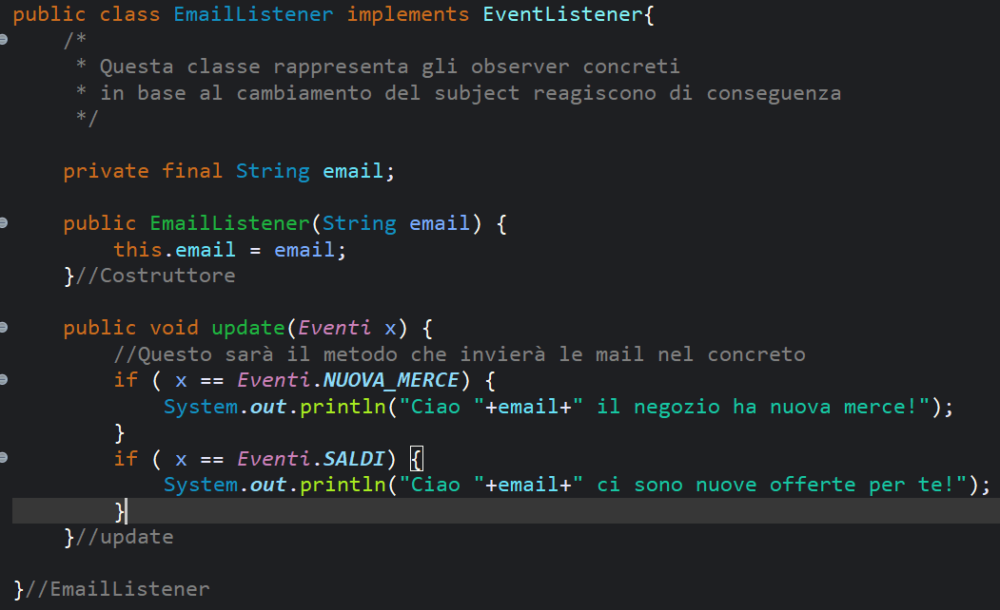 public class EmailListener implements EventListener{
    /*
     * Questa classe rappresenta gli observer concreti
     * in base al cambiamento del subject reagiscono di conseguenza
     */
    private final String email;
    public EmailListener(String email) {
        this.email = email;
    }//Costruttore
    public void update(Eventi x) {
        //Questo sarà il metodo che invierà le mail nel concreto
        if ( x == Eventi.NUOVA_MERCE) {
            System.out.println("Ciao "+email+" il negozio ha nuova merce!");
        }
        if ( x == Eventi.SALDI) {
            System.out.println("Ciao "+email+" ci sono nuove offerte per te!");
        }
    }//update
}//EmailListener